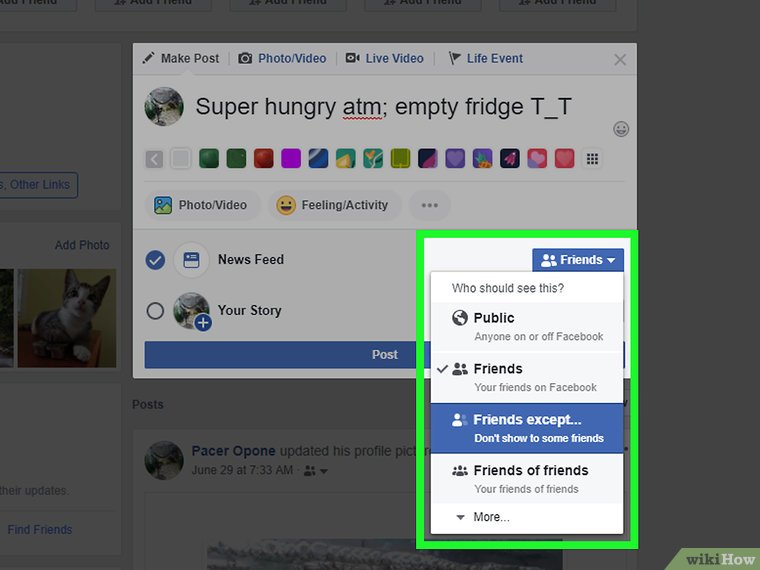 Add Friend
Add Friend
Add Friend
Add Friend
Make Post
Photo/Video
Live Video
Life Event
Super hungry atm; empty fridge T_T
s, Other Links
Photo/Video
Feeling/Activity
Add Photo
News Feed
Friends
Who should see this?
Your Story
Public
Anyone on or off Facebook
Post
Friends
Your friends on Facebook
Posts
Friends except...
Don't show to some friends
Pacer Opone updated his profile pictur
June 29 at 7:33 AM ·
Friends of friends
Your friends of friends
their updates.
More...
Find Friends
wikiHow